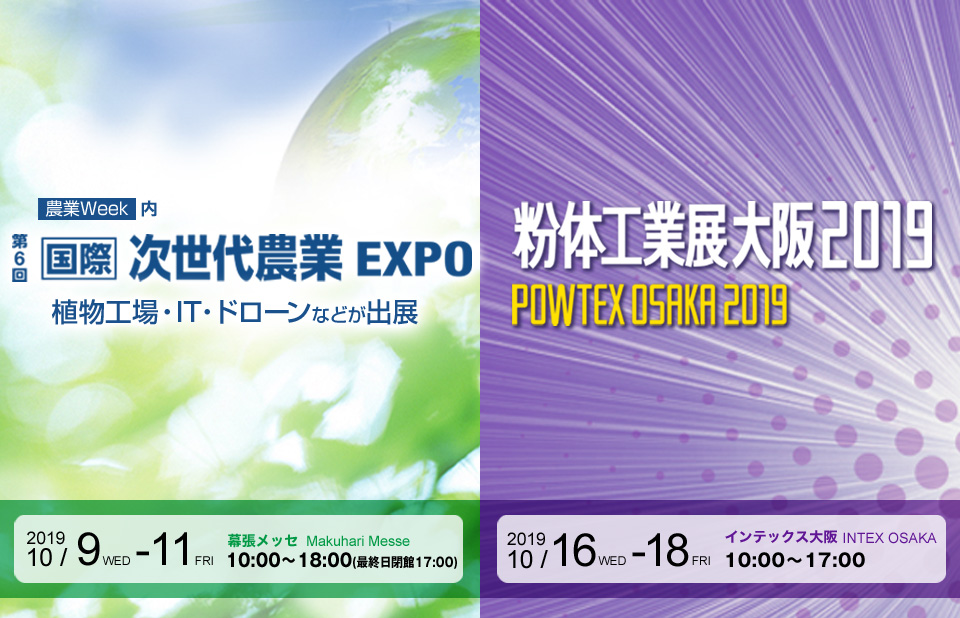 農業Week 内
第6回 国際 次世代農業 EXPO
植物工場・IT・ドローンなどが出展
2019
10 / 9 WED -11 FRI
幕張メッセ Makuhari Messe
10:00〜18:00(最終日閉館17:00)
粉体工業展大阪2019
POWTEX OSAKA 2019
2019
10 / 16 WED -18 FRI
インテックス大阪 INTEX OSAKA
10:00〜17:00